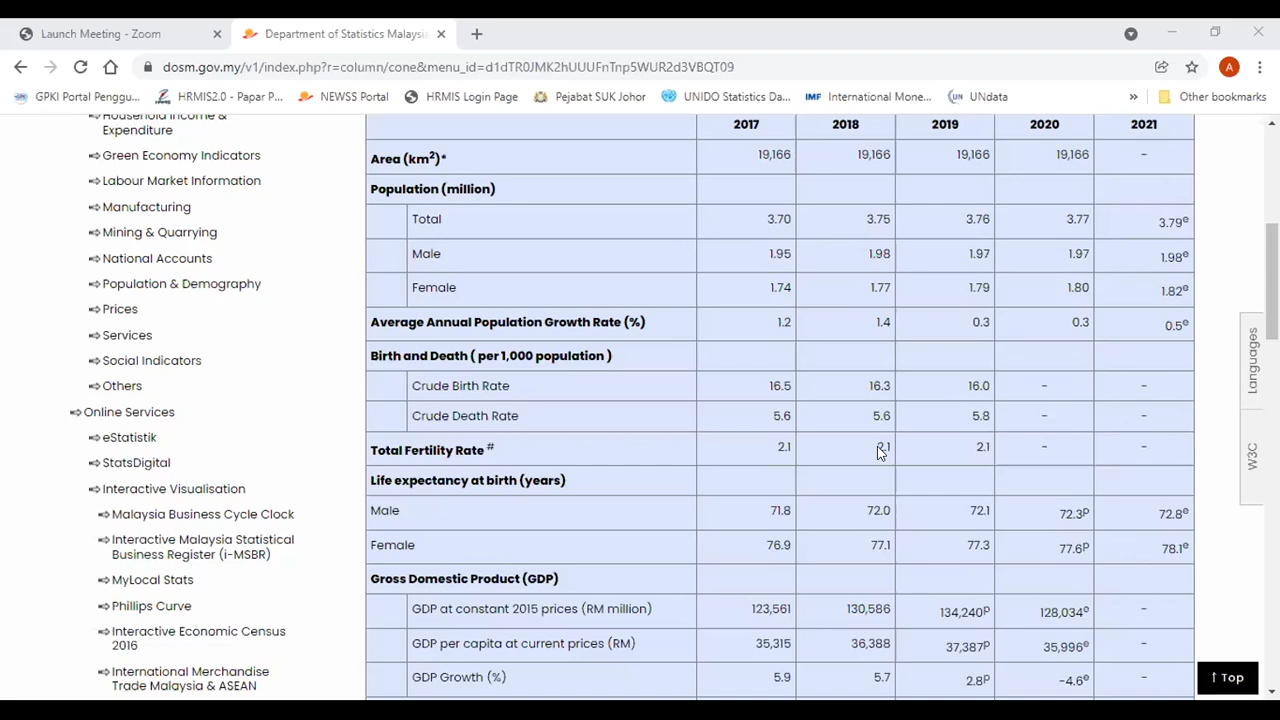 Launch Meeting - Zoom
Department of Statistics Malaysia
dosm.gov.my/v1/index.php?r=column/cone&menu_id=d1dTR0JMK2hUUUFnTnp5WUR2d3VBQT09
A
GPKI Portal Penggu... HRMIS2.0 - Papar P... NEWSS Portal HRMIS Login Page Pejabat SUK Johor UNIDO Statistics Da... IMF International Mone... UN UNdata » Other bookmarks
Household Income &
Expenditure
Green Economy Indicators
Labour Market Information
Manufacturing
Mining & Quarrying
National Accounts
Population & Demography
Prices
Services
Social Indicators
Others
Online Services
eStatistik
StatsDigital
Interactive Visualisation
Malaysia Business Cycle Clock
Interactive Malaysia Statistical
Business Register (i-MSBR)
MyLocal Stats
Phillips Curve
Interactive Economic Census
2016
International Merchandise
Trade Malaysia & ASEAN
2017 2018 2019 2020 2021
Area (km²)* 19,166 19,166 19,166 19,166 -
Population (million)
Total 3.70 3.75 3.76 3.77 3.79ᵉ
Male 1.95 1.98 1.97 1.97 1.98ᵉ
Female 1.74 1.77 1.79 1.80 1.82ᵉ
Average Annual Population Growth Rate (%) 1.2 1.4 0.3 0.3 0.5ᵉ
Birth and Death ( per 1,000 population )
Crude Birth Rate 16.5 16.3 16.0 - -
Crude Death Rate 5.6 5.6 5.8 - -
Total Fertility Rate # 2.1 2.1 2.1 - -
Life expectancy at birth (years)
Male 71.8 72.0 72.1 72.3ᵖ 72.8ᵉ
Female 76.9 77.1 77.3 77.6ᵖ 78.1ᵉ
Gross Domestic Product (GDP)
GDP at constant 2015 prices (RM million) 123,561 130,586 134,240ᵖ 128,034ᵉ -
GDP per capita at current prices (RM) 35,315 36,388 37,387ᵖ 35,996ᵉ -
GDP Growth (%) 5.9 5.7 2.8ᵖ -4.6ᵉ -
Languages
W3C
↑ Top